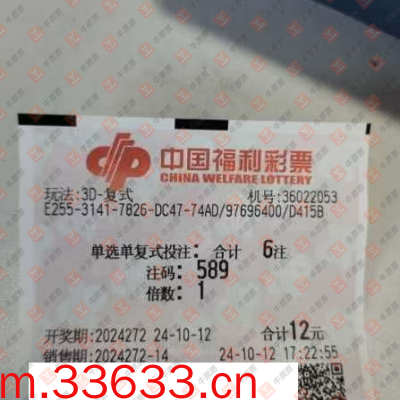 中国福利彩票
CHINA WELFARE LOTTERY
玩法:3D-复式 机号:36022053
E255-3141-7826-DC47-74AD/97696400/D415B
单选单复式投注: 合计 6注
注码: 589
倍数: 1
开奖期:2024272 24-10-12 合计12元
销售期:2024272-14 24-10-12 17:22:55
m.33633.cn